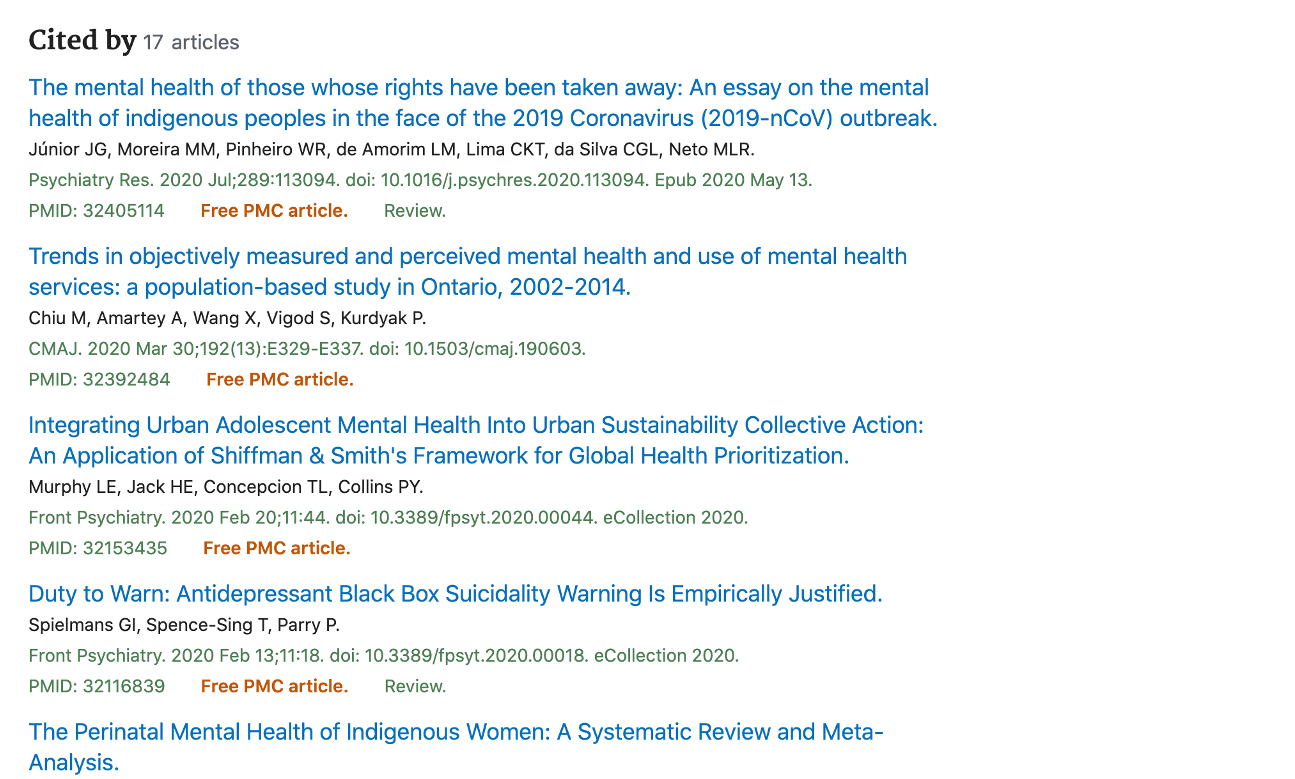 Cited by 17 articles
The mental health of those whose rights have been taken away: An essay on the mental
health of indigenous peoples in the face of the 2019 Coronavirus (2019-nCoV) outbreak.
Júnior JG, Moreira MM, Pinheiro WR, de Amorim LM, Lima CKT, da Silva CGL, Neto MLR.
Psychiatry Res. 2020 Jul;289:113094. doi: 10.1016/j.psychres.2020.113094. Epub 2020 May 13.
PMID: 32405114 Free PMC article. Review.
Trends in objectively measured and perceived mental health and use of mental health
services: a population-based study in Ontario, 2002-2014.
Chiu M, Amartey A, Wang X, Vigod S, Kurdyak P.
CMAJ. 2020 Mar 30;192(13):E329-E337. doi: 10.1503/cmaj.190603.
PMID: 32392484 Free PMC article.
Integrating Urban Adolescent Mental Health Into Urban Sustainability Collective Action:
An Application of Shiffman & Smith's Framework for Global Health Prioritization.
Murphy LE, Jack HE, Concepcion TL, Collins PY.
Front Psychiatry. 2020 Feb 20;11:44. doi: 10.3389/fpsyt.2020.00044. eCollection 2020.
PMID: 32153435 Free PMC article.
Duty to Warn: Antidepressant Black Box Suicidality Warning Is Empirically Justified.
Spielmans GI, Spence-Sing T, Parry P.
Front Psychiatry. 2020 Feb 13;11:18. doi: 10.3389/fpsyt.2020.00018. eCollection 2020.
PMID: 32116839 Free PMC article. Review.
The Perinatal Mental Health of Indigenous Women: A Systematic Review and Meta-
Analysis.